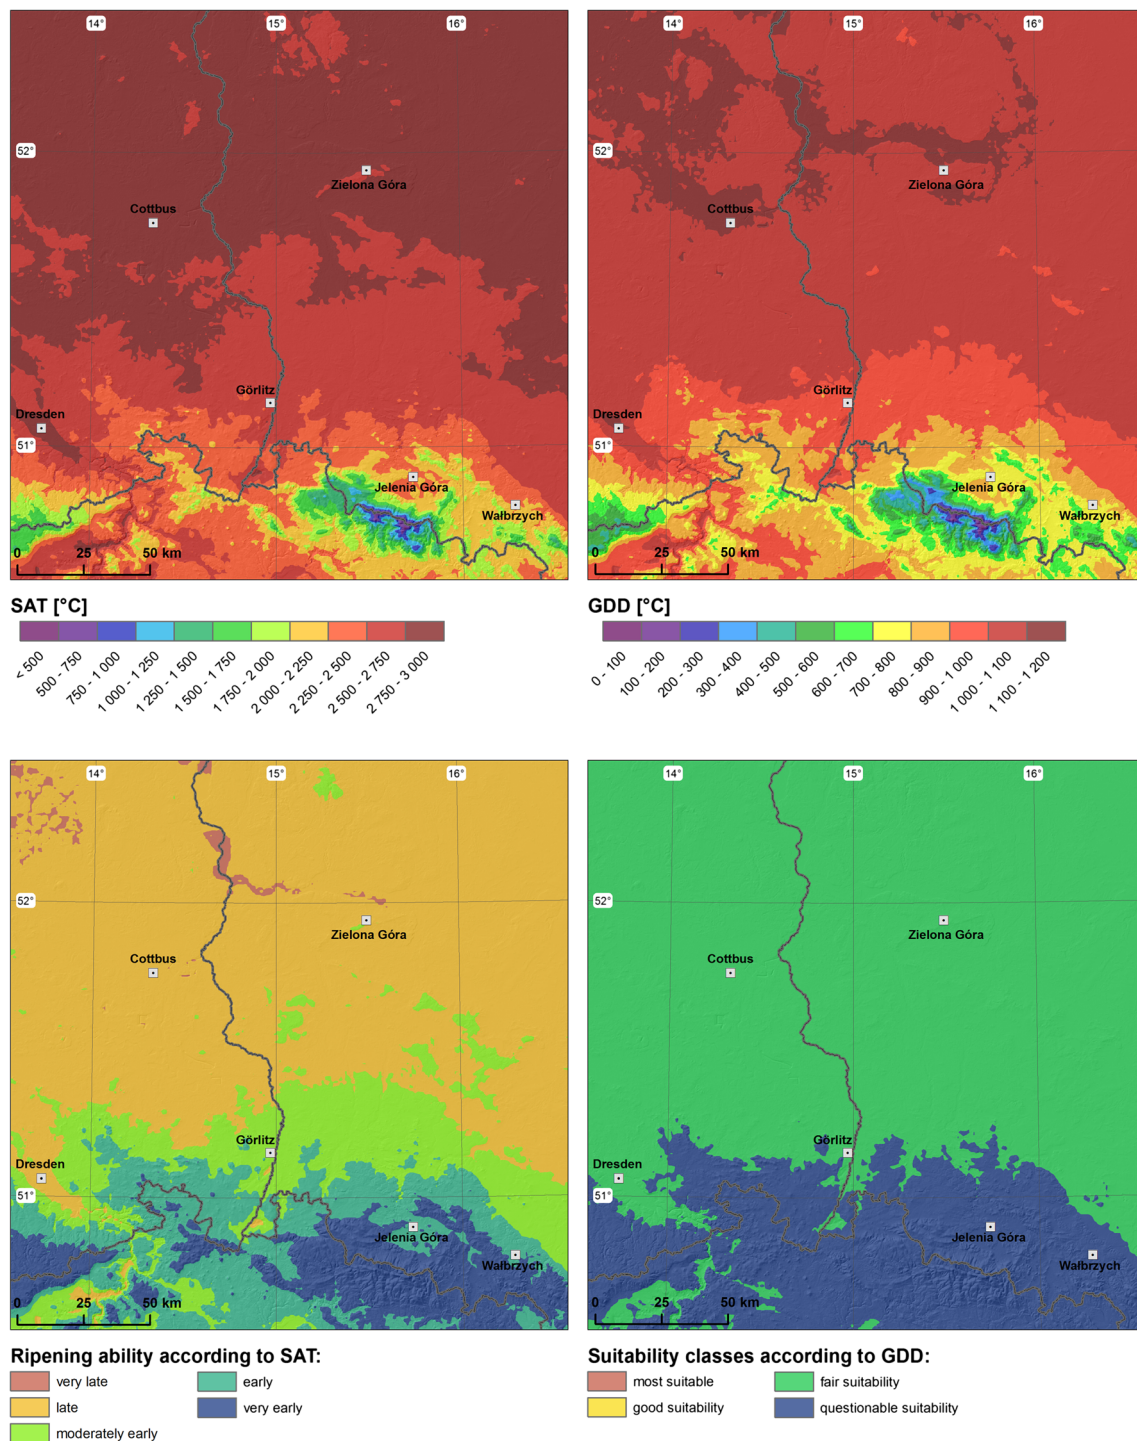 14° 15° 16°
52°
Zielona Góra
Cottbus
Görlitz
Dresden
51°
Jelenia Góra
Wałbrzych
0 25 50 km
SAT [°C]
< 500
500 - 750
750 - 1 000
1 000 - 1 250
1 250 - 1 500
1 500 - 1 750
1 750 - 2 000
2 000 - 2 250
2 250 - 2 500
2 500 - 2 750
2 750 - 3 000
14° 15° 16°
52°
Zielona Góra
Cottbus
Görlitz
Dresden
51°
Jelenia Góra
Wałbrzych
0 25 50 km
GDD [°C]
0 - 100
100 - 200
200 - 300
300 - 400
400 - 500
500 - 600
600 - 700
700 - 800
800 - 900
900 - 1 000
1 000 - 1 100
1 100 - 1 200
14° 15° 16°
52°
Zielona Góra
Cottbus
Görlitz
Dresden
51°
Jelenia Góra
Wałbrzych
0 25 50 km
Ripening ability according to SAT:
very late
late
moderately early
early
very early
14° 15° 16°
52°
Zielona Góra
Cottbus
Görlitz
Dresden
51°
Jelenia Góra
Wałbrzych
0 25 50 km
Suitability classes according to GDD:
most suitable
good suitability
fair suitability
questionable suitability